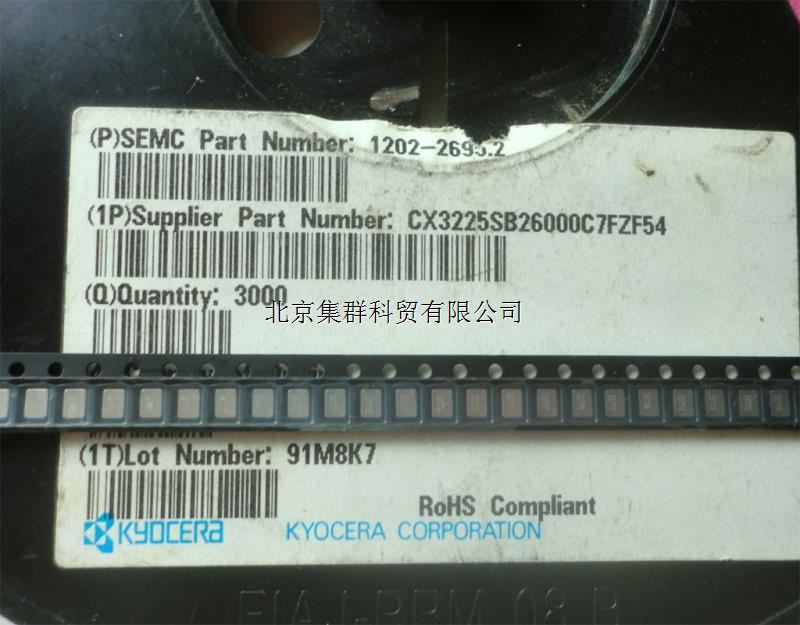 (P)SEMC Part Number: 1202-2695.2
(1P)Supplier Part Number: CX3225SB26000C7FZF54
(Q)Quantity: 3000
北京集群科贸有限公司
(1T)Lot Number: 91M8K7
RoHS Compliant
KYOCERA KYOCERA CORPORATION